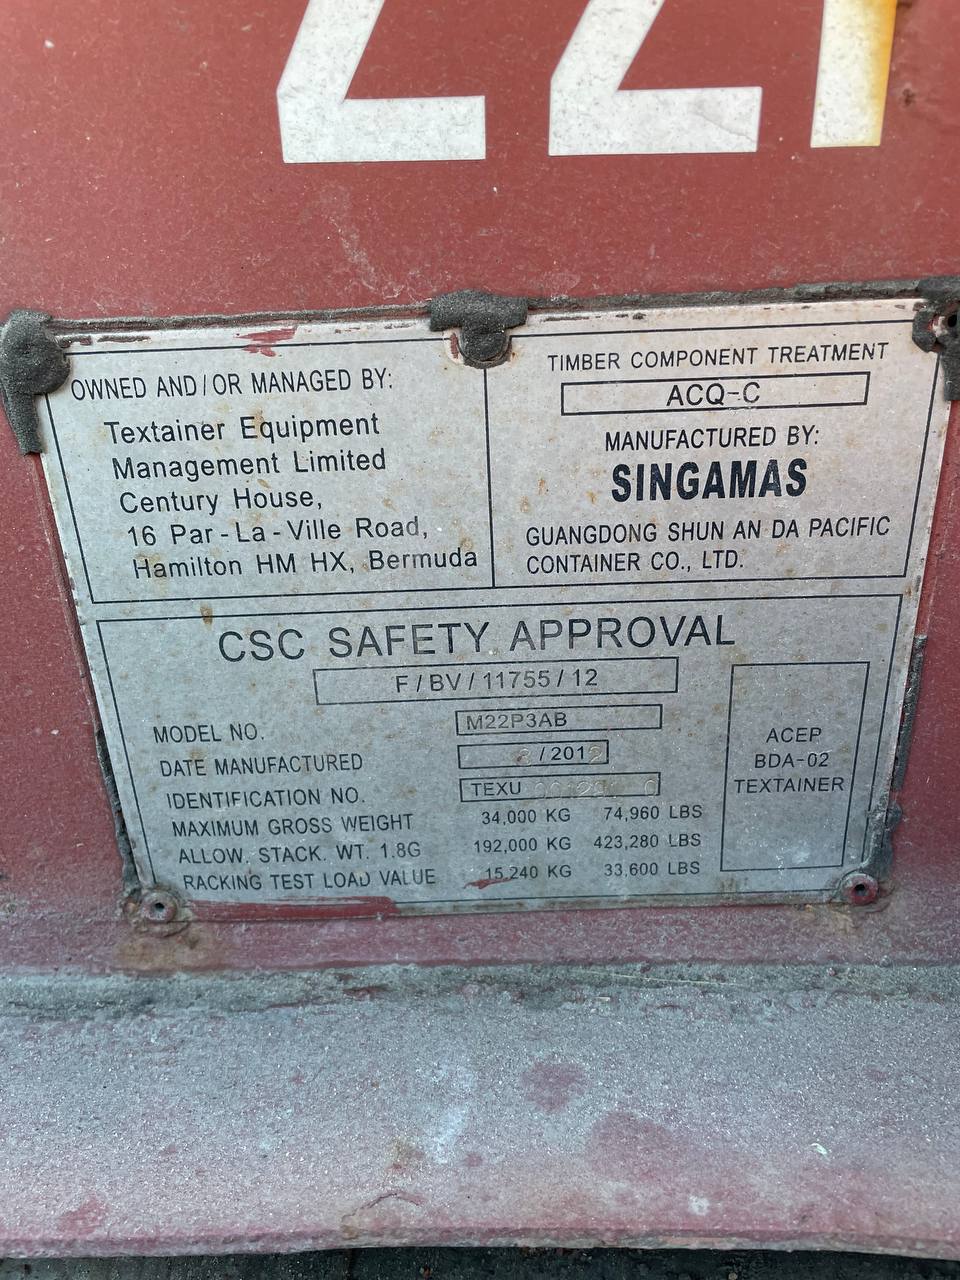 22
OWNED AND/OR MANAGED BY:
Textainer Equipment
Management Limited
Century House,
16 Par-La-Ville Road,
Hamilton HM HX, Bermuda
TIMBER COMPONENT TREATMENT
ACQ-C
MANUFACTURED BY:
SINGAMAS
GUANGDONG SHUN AN DA PACIFIC
CONTAINER CO., LTD.
CSC SAFETY APPROVAL
F/BV/11755/12
MODEL NO. M22P3AB
DATE MANUFACTURED /2012
IDENTIFICATION NO. TEXU
MAXIMUM GROSS WEIGHT 34,000 KG 74,960 LBS
ALLOW. STACK. WT. 1.8G 192,000 KG 423,280 LBS
RACKING TEST LOAD VALUE 15,240 KG 33,600 LBS
ACEP
BDA-02
TEXTAINER